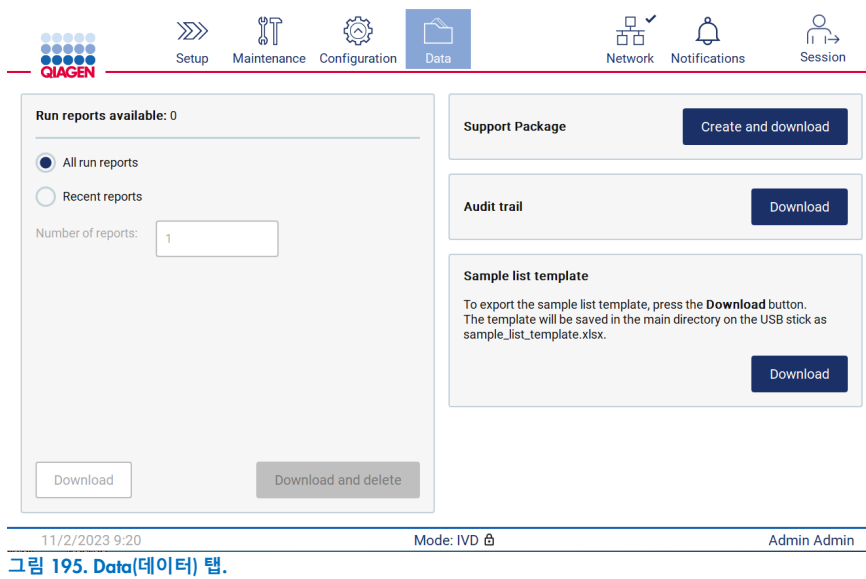 QIAGEN
Setup
Maintenance
Configuration
Data
Network
Notifications
Session
Run reports available: 0
All run reports
Recent reports
Number of reports:
1
Download
Download and delete
Support Package
Create and download
Audit trail
Download
Sample list template
To export the sample list template, press the Download button.
The template will be saved in the main directory on the USB stick as
sample_list_template.xlsx.
Download
11/2/2023 9:20
Mode: IVD
Admin Admin
그림 195. Data(데이터) 탭.